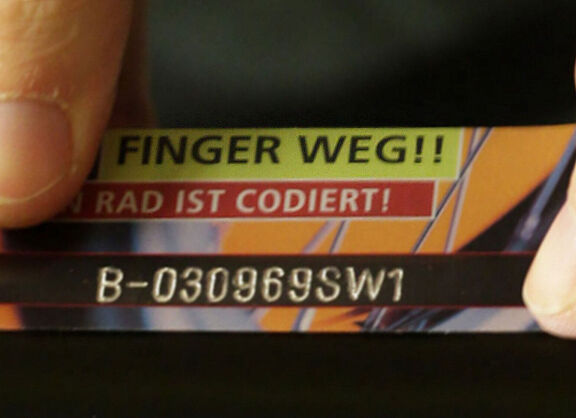 FINGER WEG!!
RAD IST CODIERT!
B-030969SW1